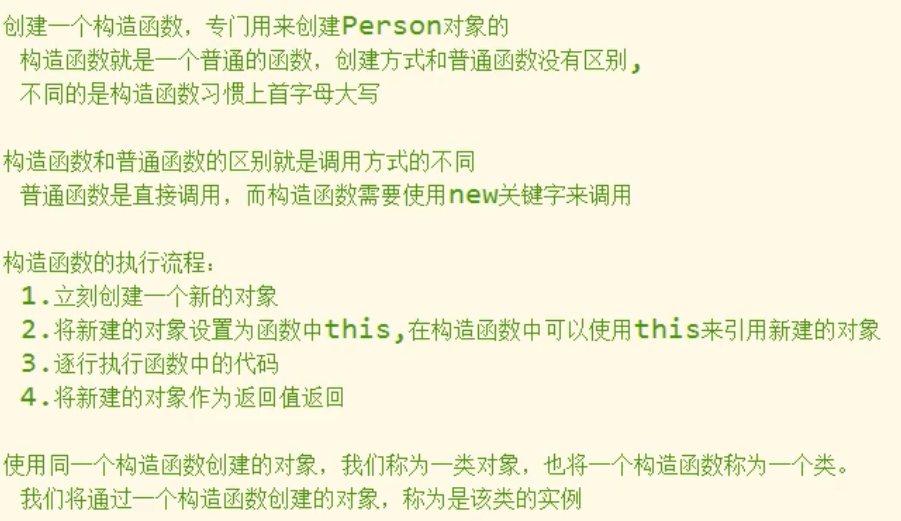 创建一个构造函数，专门用来创建Person对象的
构造函数就是一个普通的函数，创建方式和普通函数没有区别,
不同的是构造函数习惯上首字母大写
构造函数和普通函数的区别就是调用方式的不同
普通函数是直接调用，而构造函数需要使用new关键字来调用
构造函数的执行流程：
1.立刻创建一个新的对象
2.将新建的对象设置为函数中this,在构造函数中可以使用this来引用新建的对象
3.逐行执行函数中的代码
4.将新建的对象作为返回值返回
使用同一个构造函数创建的对象，我们称为一类对象，也将一个构造函数称为一个类。
我们将通过一个构造函数创建的对象，称为是该类的实例